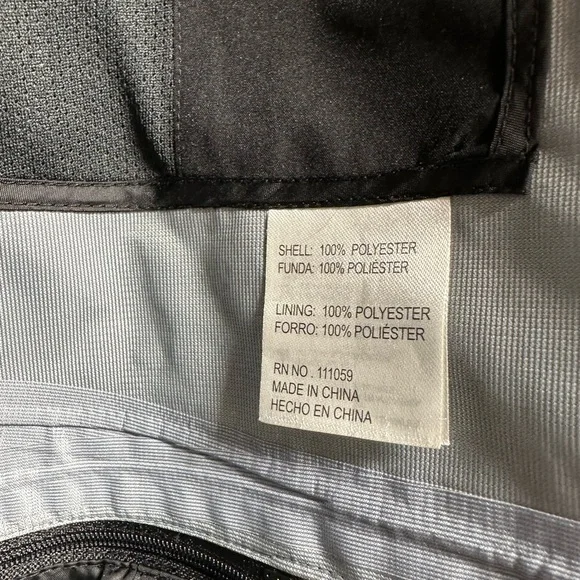 SHELL: 100% POLYESTER
FUNDA: 100% POLIÉSTER
LINING: 100% POLYESTER
FORRO: 100% POLIÉSTER
RN NO. 111059
MADE IN CHINA
HECHO EN CHINA